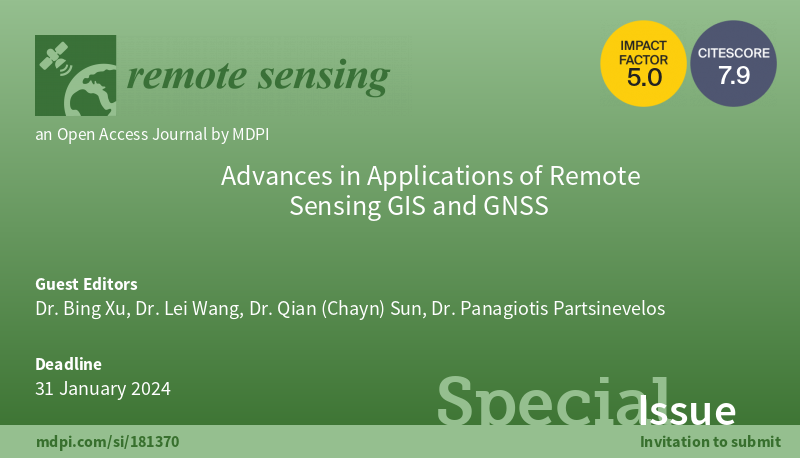 remote sensing
IMPACT
FACTOR
5.0
CITESCORE
7.9
an Open Access Journal by MDPI
Advances in Applications of Remote
Sensing GIS and GNSS
Guest Editors
Dr. Bing Xu, Dr. Lei Wang, Dr. Qian (Chayn) Sun, Dr. Panagiotis Partsinevelos
Deadline
31 January 2024
Special Issue
mdpi.com/si/181370
Invitation to submit